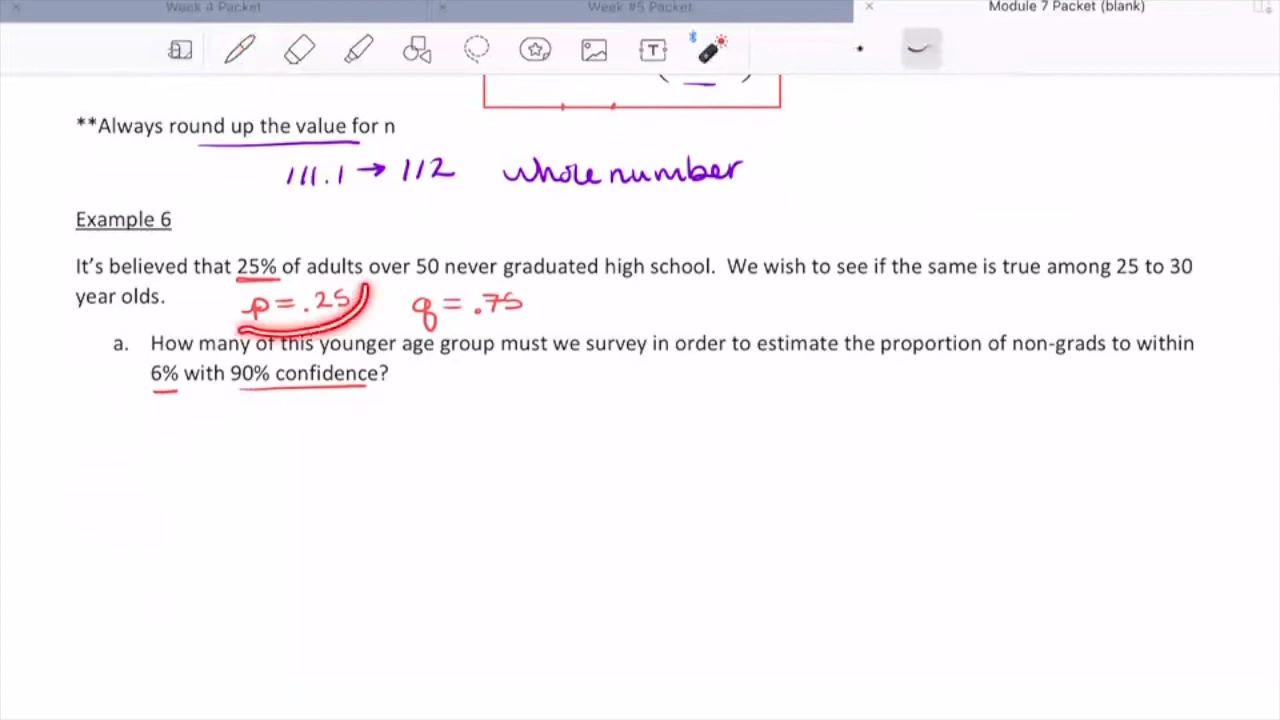 Week 4 Packet
Week #5 Packet
Module 7 Packet (blank)
T
**Always round up the value for n
111.1 → 112 whole number
Example 6
It's believed that 25% of adults over 50 never graduated high school. We wish to see if the same is true among 25 to 30
year olds.
p = .25 q = .75
a. How many of this younger age group must we survey in order to estimate the proportion of non-grads to within
6% with 90% confidence?